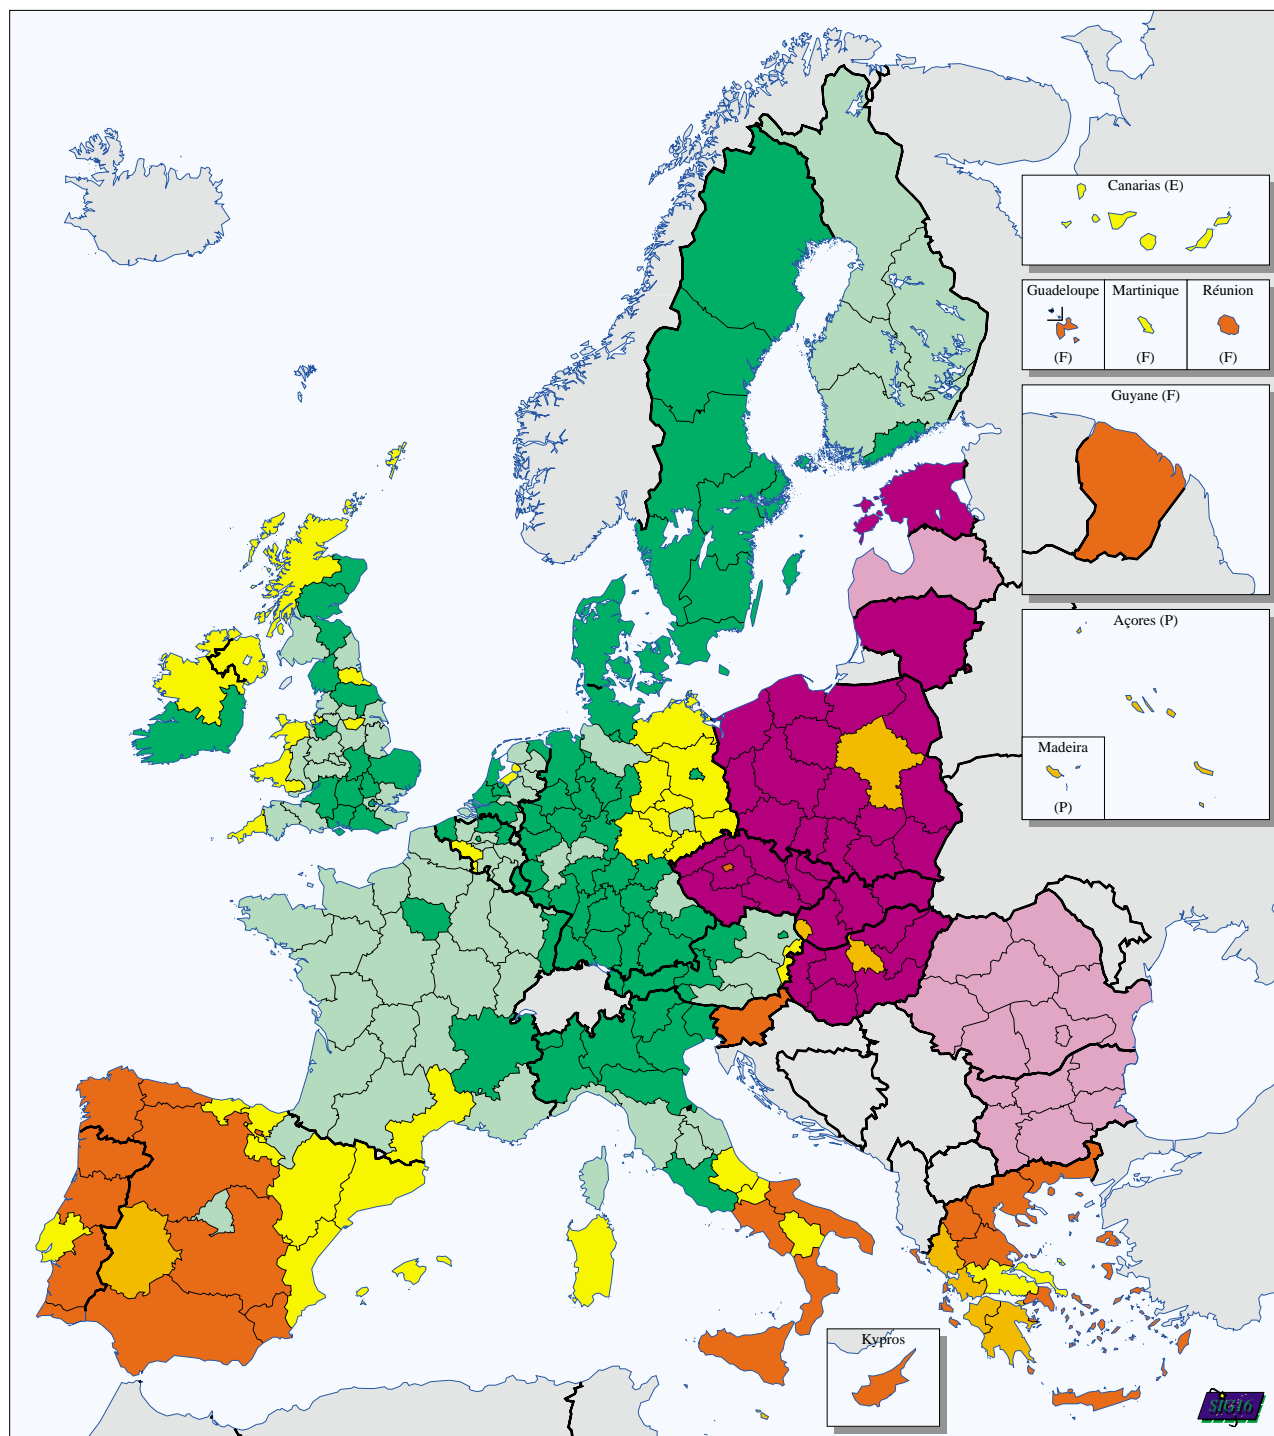 Canarias (E)
Guadeloupe
Martinique
Réunion
(F)
(F)
(F)
Guyane (F)
Açores (P)
Madeira
(P)
Kypros
SIG16